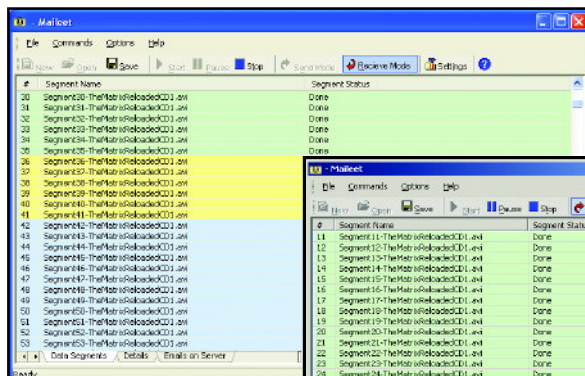 - Maileet
File Commands Options Help
New Open Save Start Pause Stop Send Mode Recieve Mode Settings
# Segment Name Segment Status
30 Segment30-TheMatrixReloadedCD1.avi Done
31 Segment31-TheMatrixReloadedCD1.avi Done
32 Segment32-TheMatrixReloadedCD1.avi Done
33 Segment33-TheMatrixReloadedCD1.avi Done
34 Segment34-TheMatrixReloadedCD1.avi Done
35 Segment35-TheMatrixReloadedCD1.avi Done
36 Segment36-TheMatrixReloadedCD1.avi
37 Segment37-TheMatrixReloadedCD1.avi
38 Segment38-TheMatrixReloadedCD1.avi
39 Segment39-TheMatrixReloadedCD1.avi
40 Segment40-TheMatrixReloadedCD1.avi
41 Segment41-TheMatrixReloadedCD1.avi
42 Segment42-TheMatrixReloadedCD1.avi
43 Segment43-TheMatrixReloadedCD1.avi
44 Segment44-TheMatrixReloadedCD1.avi
45 Segment45-TheMatrixReloadedCD1.avi
46 Segment46-TheMatrixReloadedCD1.avi
47 Segment47-TheMatrixReloadedCD1.avi
48 Segment48-TheMatrixReloadedCD1.avi
49 Segment49-TheMatrixReloadedCD1.avi
50 Segment50-TheMatrixReloadedCD1.avi
51 Segment51-TheMatrixReloadedCD1.avi
52 Segment52-TheMatrixReloadedCD1.avi
53 Segment53-TheMatrixReloadedCD1.avi
Data Segments Details Emails on Server
Ready
- Maileet
File Commands Options Help
New Open Save Start Pause Stop
# Segment Name Segment Statu
11 Segment11-TheMatrixReloadedCD1.avi Done
12 Segment12-TheMatrixReloadedCD1.avi Done
13 Segment13-TheMatrixReloadedCD1.avi Done
14 Segment14-TheMatrixReloadedCD1.avi Done
15 Segment15-TheMatrixReloadedCD1.avi Done
16 Segment16-TheMatrixReloadedCD1.avi Done
17 Segment17-TheMatrixReloadedCD1.avi Done
18 Segment18-TheMatrixReloadedCD1.avi Done
19 Segment19-TheMatrixReloadedCD1.avi Done
20 Segment20-TheMatrixReloadedCD1.avi Done
21 Segment21-TheMatrixReloadedCD1.avi Done
22 Segment22-TheMatrixReloadedCD1.avi Done
23 Segment23-TheMatrixReloadedCD1.avi Done
24 Segment24-TheMatrixReloadedCD1.avi Done